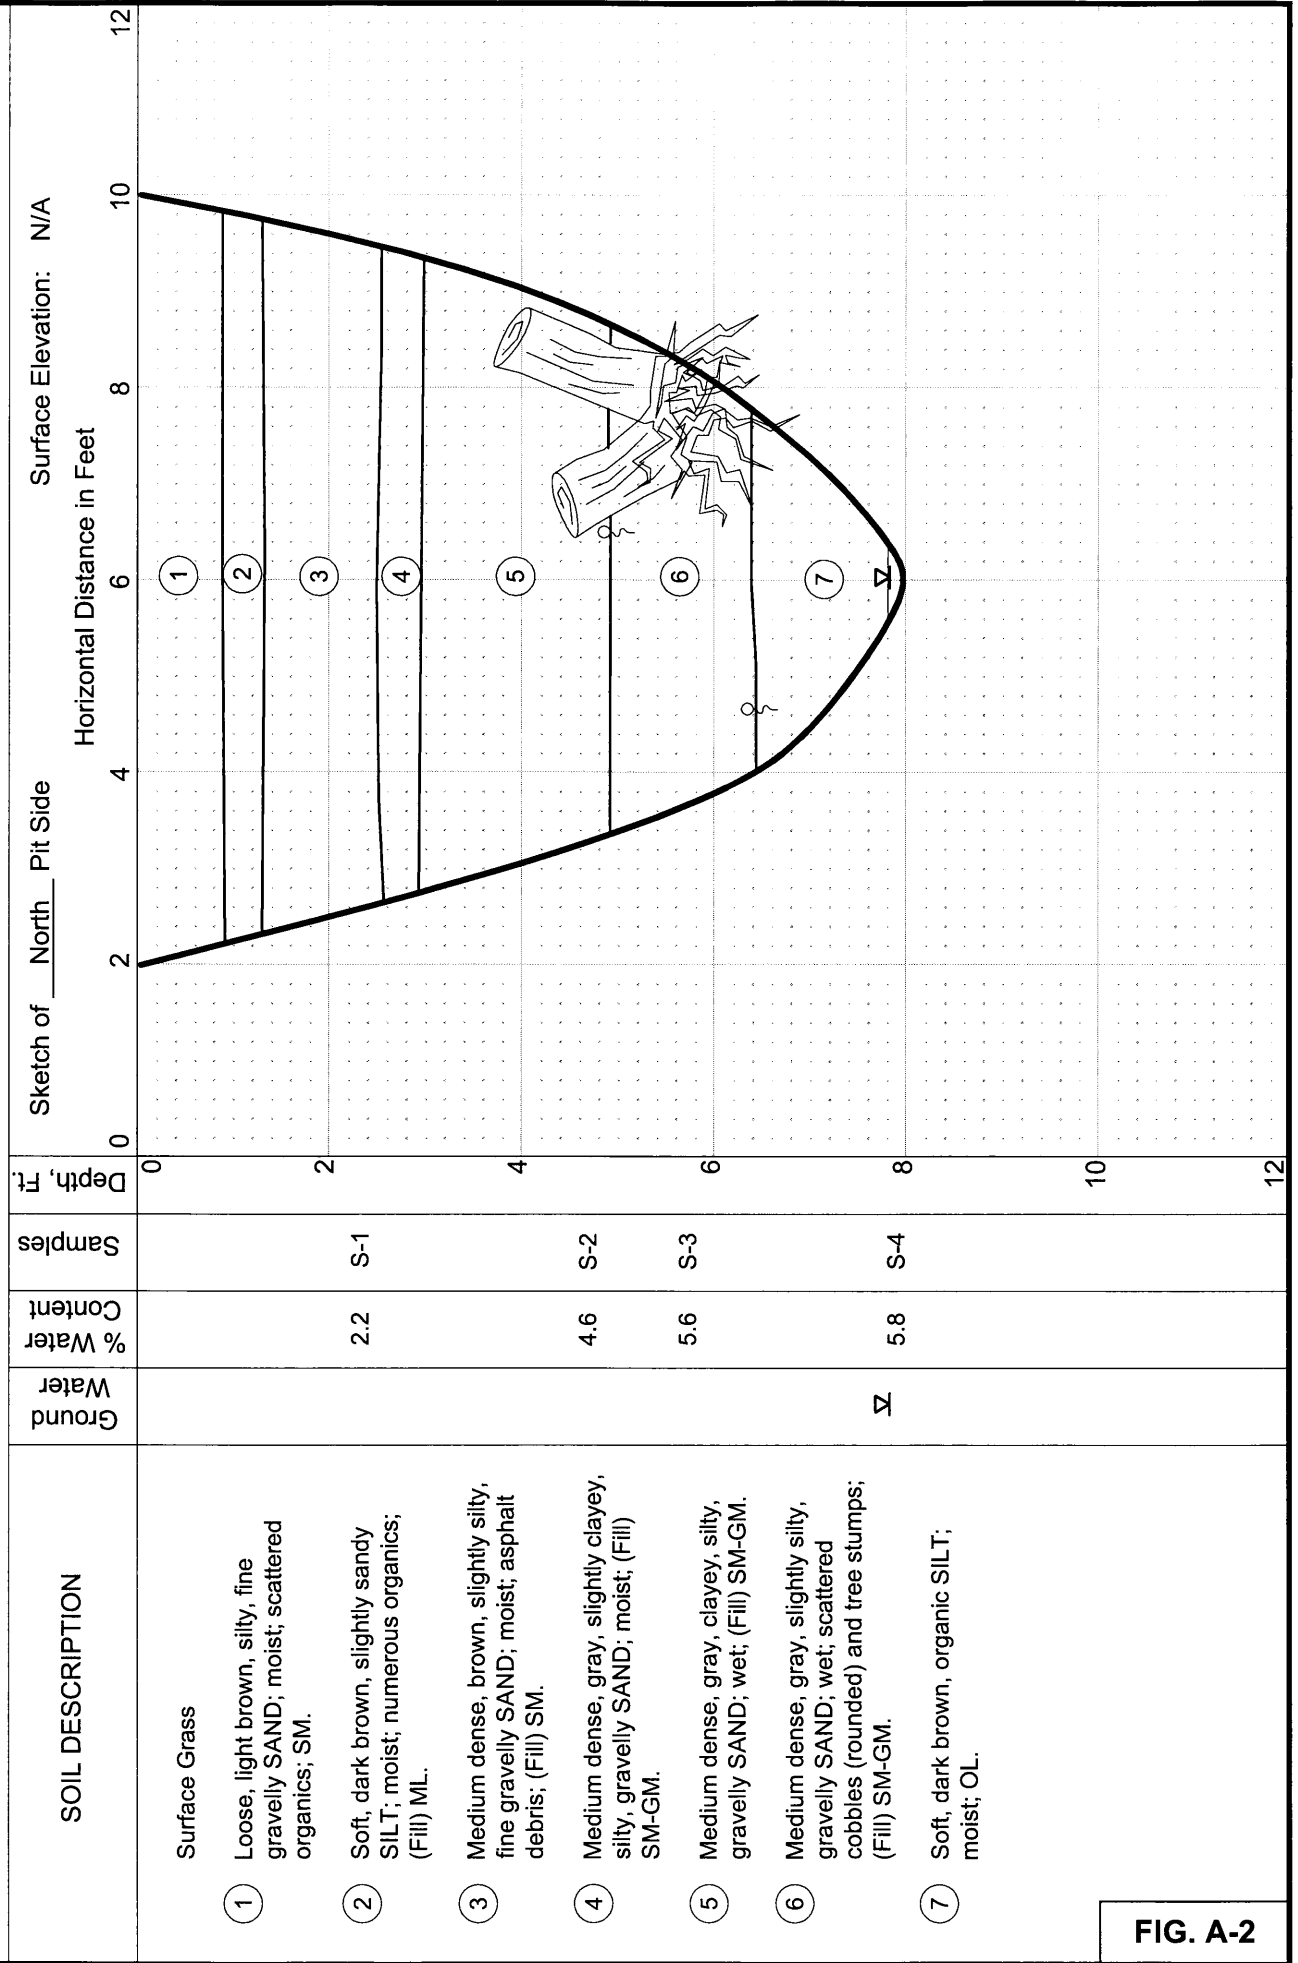 SOIL DESCRIPTION
Ground
Water
% Water
Content
Samples
Depth, Ft.
Sketch of North Pit Side
Surface Elevation: N/A
Horizontal Distance in Feet
0 2 4 6 8 10 12
Surface Grass
1 Loose, light brown, silty, fine
gravelly SAND; moist; scattered
organics; SM.
2 Soft, dark brown, slightly sandy
SILT; moist; numerous organics;
(Fill) ML.
3 Medium dense, brown, slightly silty,
fine gravelly SAND; moist; asphalt
debris; (Fill) SM.
4 Medium dense, gray, slightly clayey,
silty, gravelly SAND; moist; (Fill)
SM-GM.
5 Medium dense, gray, clayey, silty,
gravelly SAND; wet; (Fill) SM-GM.
6 Medium dense, gray, slightly silty,
gravelly SAND; wet; scattered
cobbles (rounded) and tree stumps;
(Fill) SM-GM.
7 Soft, dark brown, organic SILT;
moist; OL.
2.2 S-1
4.6 S-2
5.6 S-3
5.8 S-4
0
2
4
6
8
10
12
1
2
3
4
5
6
7
FIG. A-2